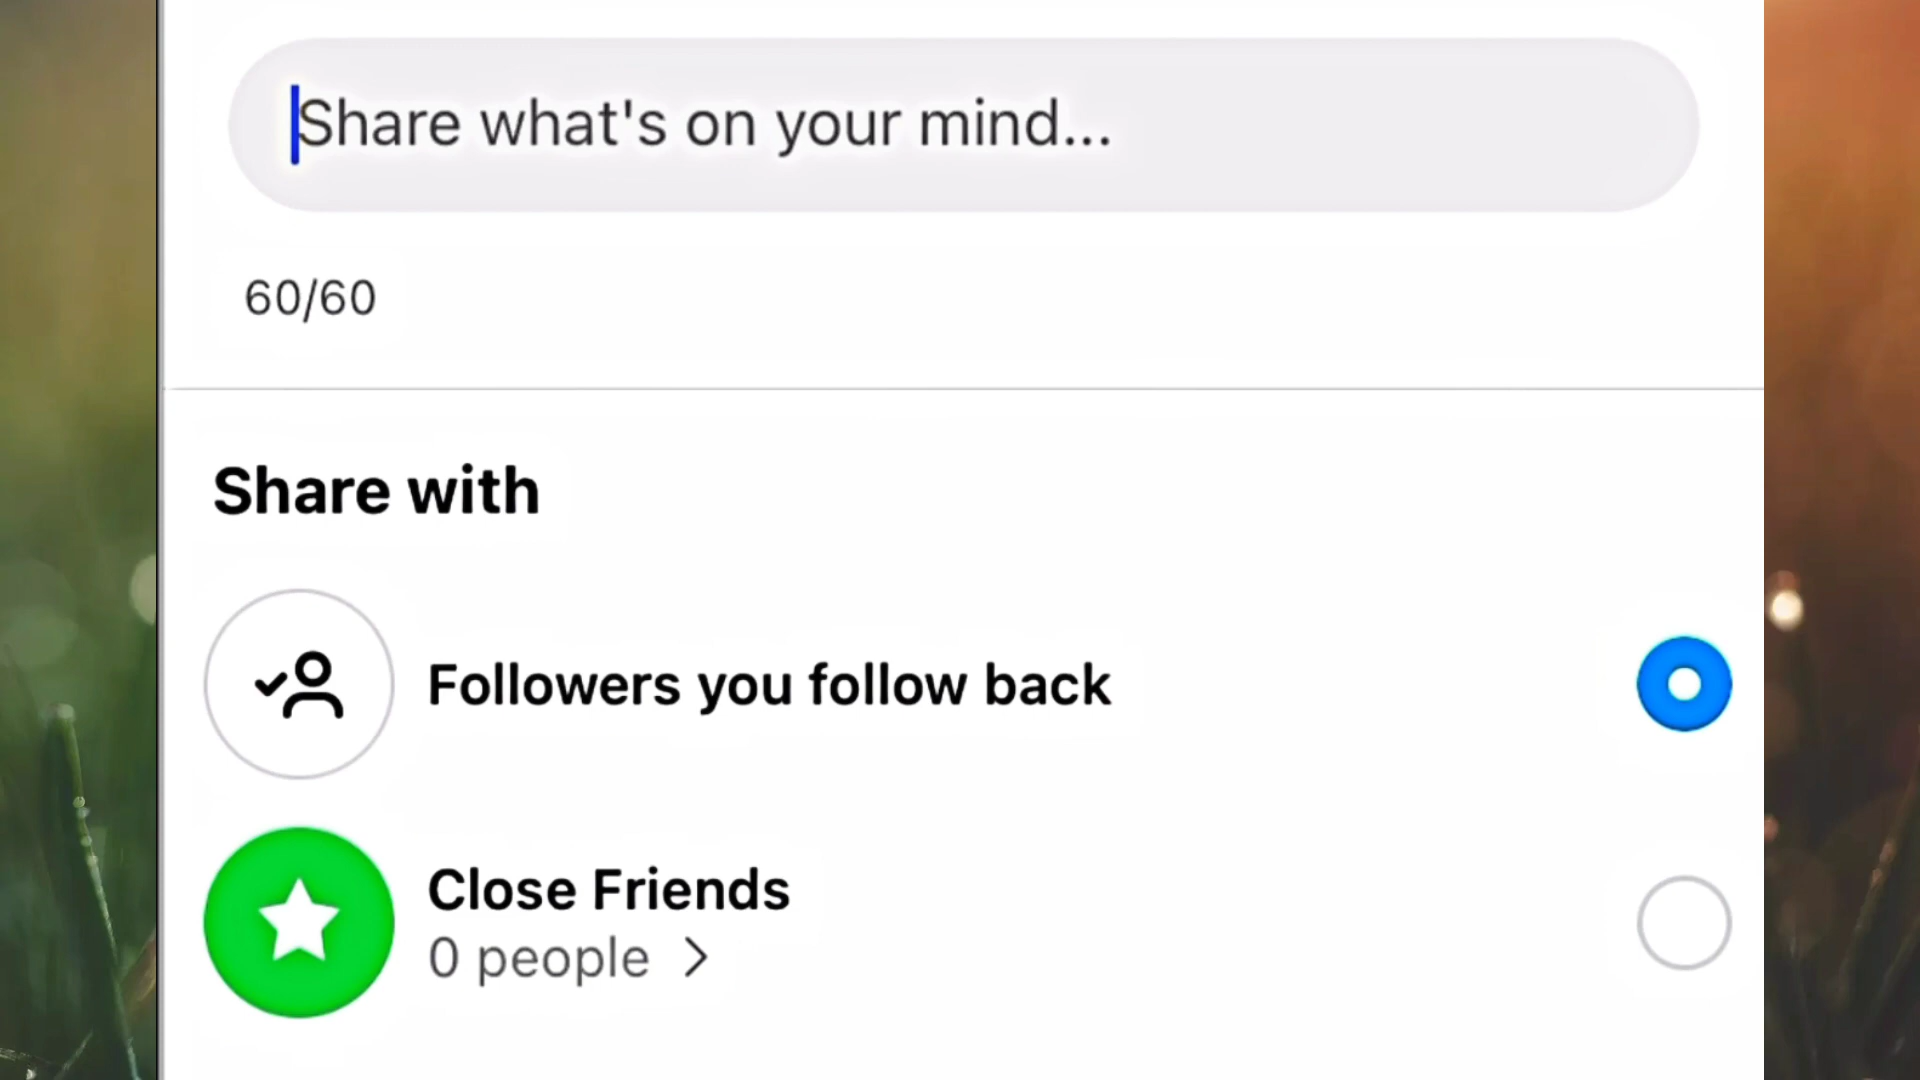 Share what's on your mind...
60/60
Share with
Followers you follow back
Close Friends
0 people